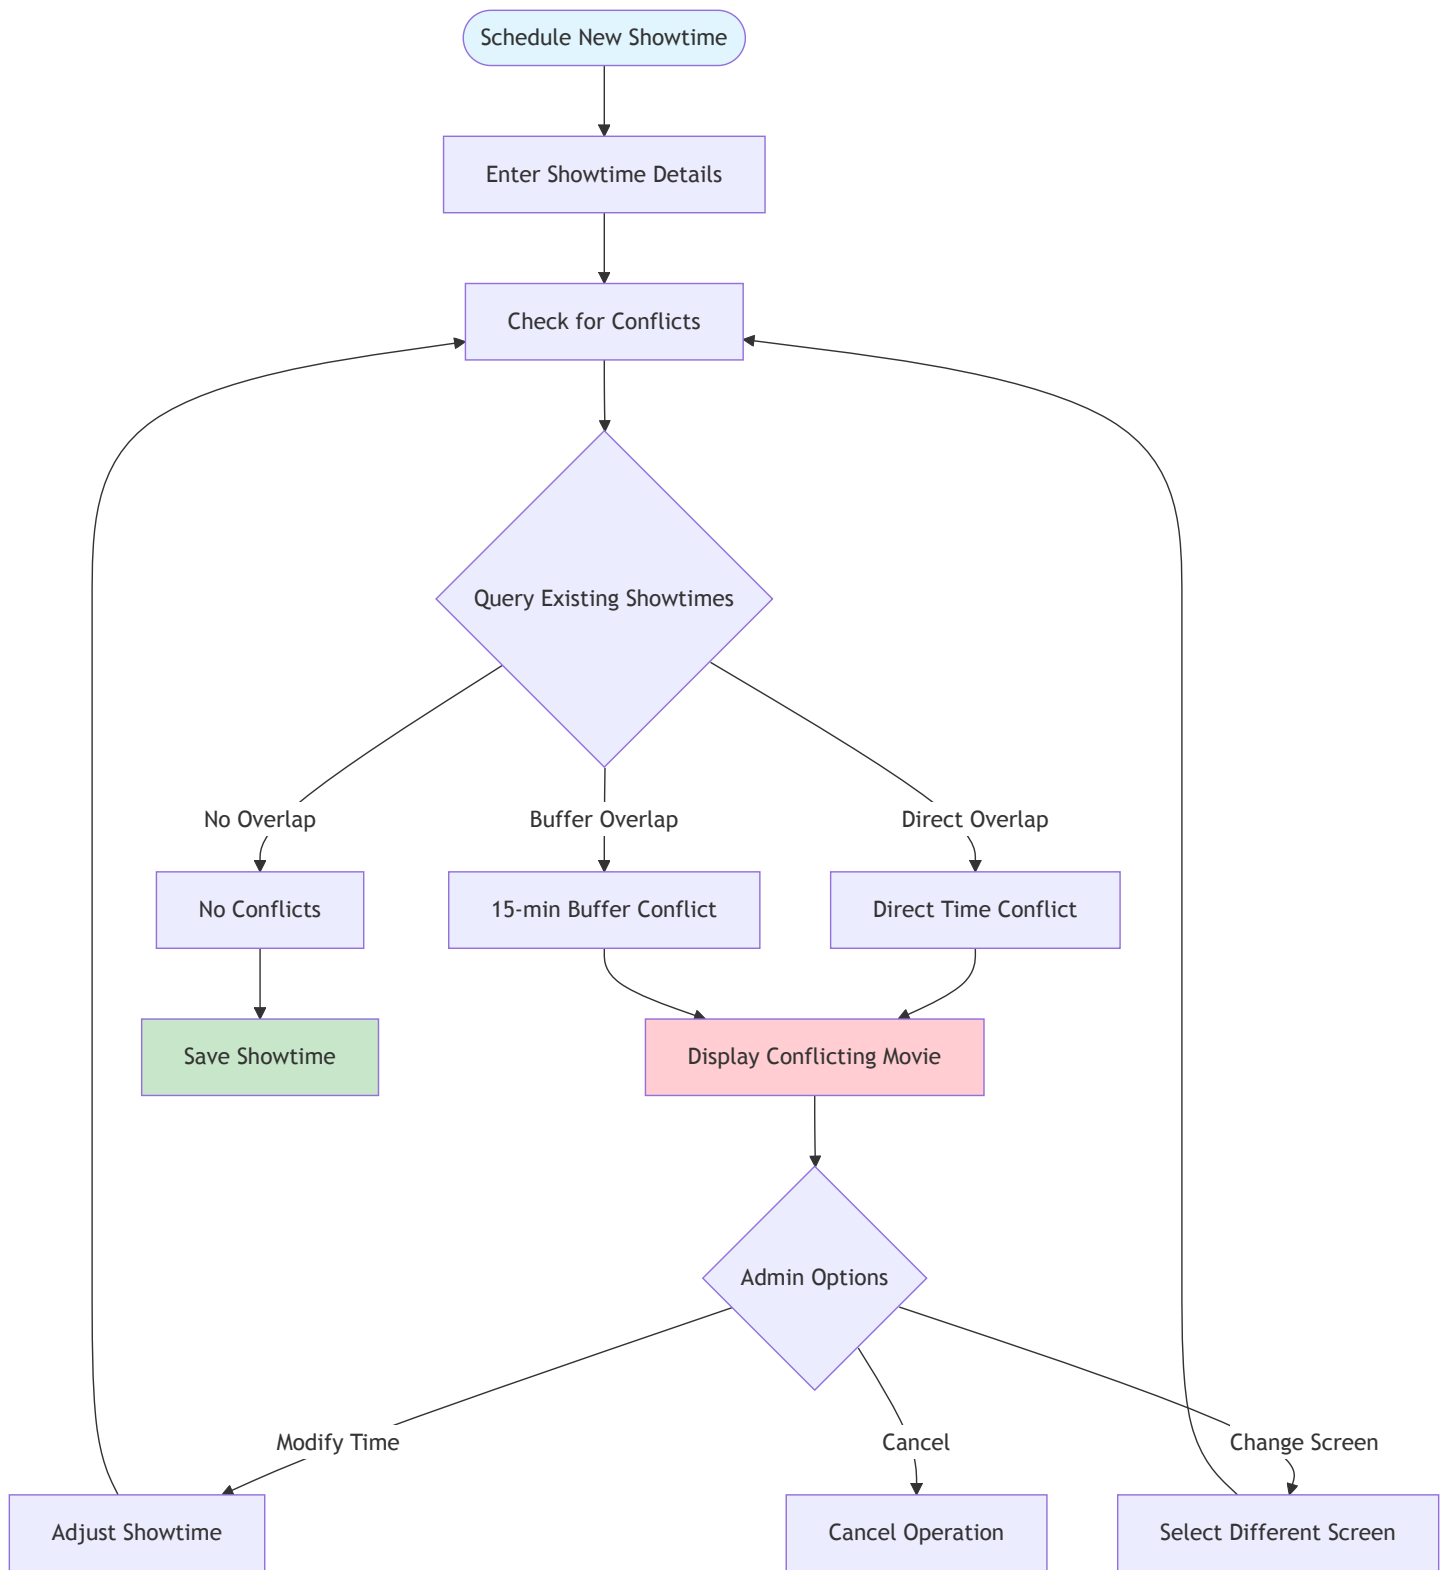 Schedule New Showtime
Enter Showtime Details
Check for Conflicts
Query Existing Showtimes
No Overlap
Buffer Overlap
Direct Overlap
No Conflicts
15-min Buffer Conflict
Direct Time Conflict
Save Showtime
Display Conflicting Movie
Admin Options
Modify Time
Cancel
Change Screen
Adjust Showtime
Cancel Operation
Select Different Screen